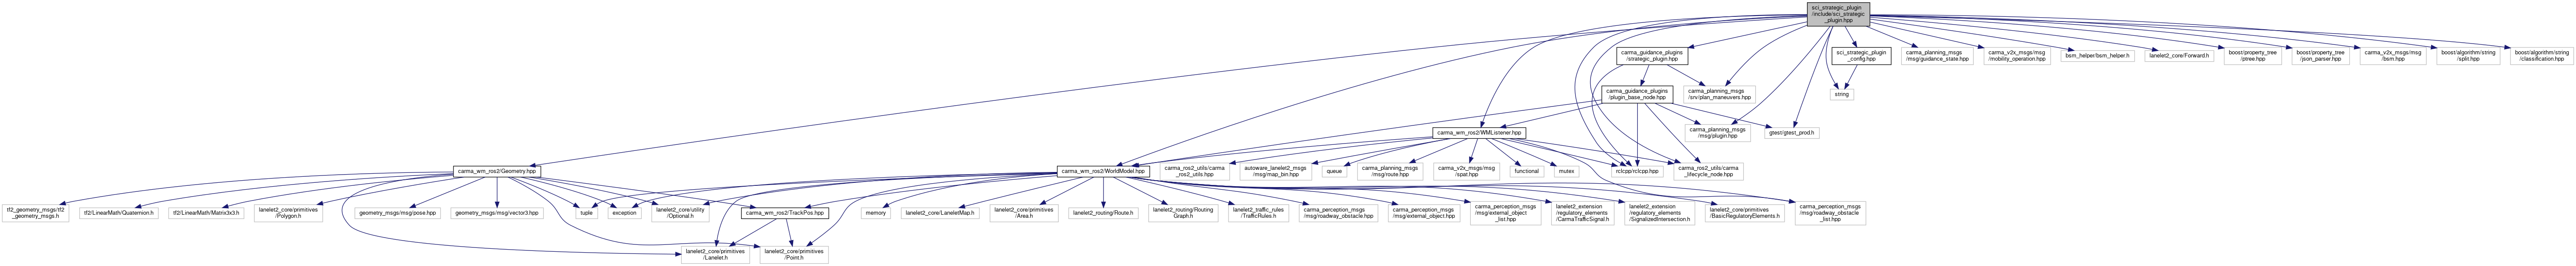 sci_strategic_plugin
/include/sci_strategic
_plugin.hpp
carma_guidance_plugins
/strategic_plugin.hpp
sci_strategic_plugin
_config.hpp
carma_planning_msgs
/msg/guidance_state.hpp
carma_v2x_msgs/msg
/mobility_operation.hpp
bsm_helper/bsm_helper.h
lanelet2_core/Forward.h
boost/property_tree
/ptree.hpp
boost/property_tree
/json_parser.hpp
carma_v2x_msgs/msg
/bsm.hpp
boost/algorithm/string
/split.hpp
boost/algorithm/string
/classification.hpp
carma_guidance_plugins
/plugin_base_node.hpp
carma_planning_msgs
/srv/plan_maneuvers.hpp
string
carma_wm_ros2/WMListener.hpp
carma_planning_msgs
/msg/plugin.hpp
gtest/gtest_prod.h
carma_wm_ros2/Geometry.hpp
carma_wm_ros2/WorldModel.hpp
carma_ros2_utils/carma
_ros2_utils.hpp
autoware_lanelet2_msgs
/msg/map_bin.hpp
queue
carma_planning_msgs
/msg/route.hpp
carma_v2x_msgs/msg
/spat.hpp
functional
mutex
rclcpp/rclcpp.hpp
carma_ros2_utils/carma
_lifecycle_node.hpp
tf2_geometry_msgs/tf2
_geometry_msgs.h
tf2/LinearMath/Quaternion.h
tf2/LinearMath/Matrix3x3.h
lanelet2_core/primitives
/Polygon.h
geometry_msgs/msg/pose.hpp
geometry_msgs/msg/vector3.hpp
tuple
exception
lanelet2_core/utility
/Optional.h
carma_wm_ros2/TrackPos.hpp
memory
lanelet2_core/LaneletMap.h
lanelet2_core/primitives
/Area.h
lanelet2_routing/Route.h
lanelet2_routing/Routing
Graph.h
lanelet2_traffic_rules
/TrafficRules.h
carma_perception_msgs
/msg/roadway_obstacle.hpp
carma_perception_msgs
/msg/external_object.hpp
carma_perception_msgs
/msg/external_object
_list.hpp
lanelet2_extension
/regulatory_elements
/CarmaTrafficSignal.h
lanelet2_extension
/regulatory_elements
/SignalizedIntersection.h
lanelet2_core/primitives
/BasicRegulatoryElements.h
carma_perception_msgs
/msg/roadway_obstacle
_list.hpp
lanelet2_core/primitives
/Lanelet.h
lanelet2_core/primitives
/Point.h